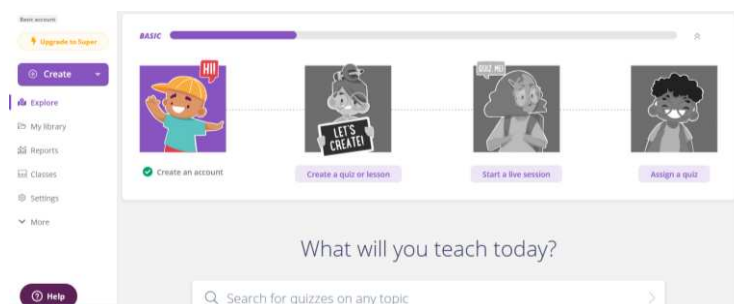 Basic account
Upgrade to Super
Create
Explore
My library
Reports
Classes
Settings
More
Help
BASIC
HI!
LET'S
CREATE!
QUIZ ME!
Create an account
Create a quiz or lesson
Start a live session
Assign a quiz
What will you teach today?
Search for quizzes on any topic